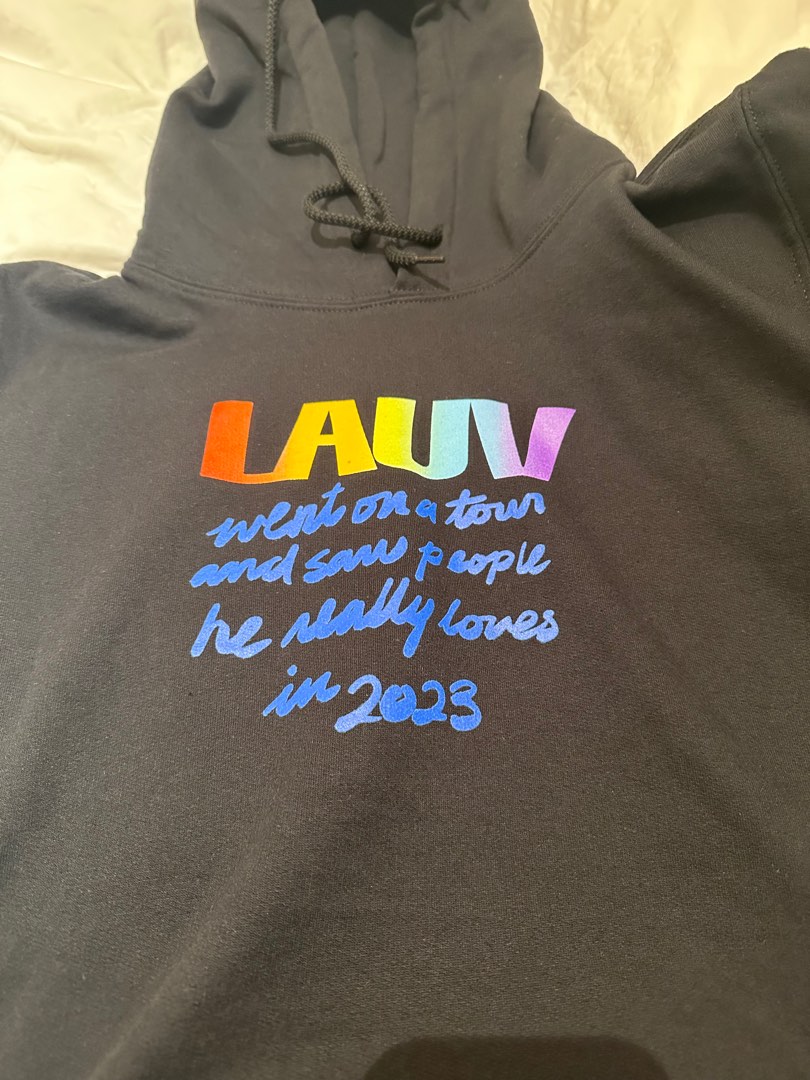 LAUV
went on a tour
and saw people
he really loves
in 2023